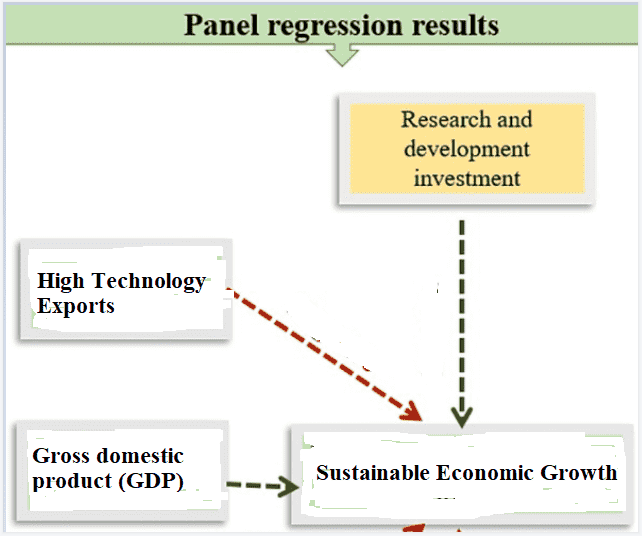 Panel regression results
Research and
development
investment
High Technology
Exports
Gross domestic
product (GDP)
Sustainable Economic Growth